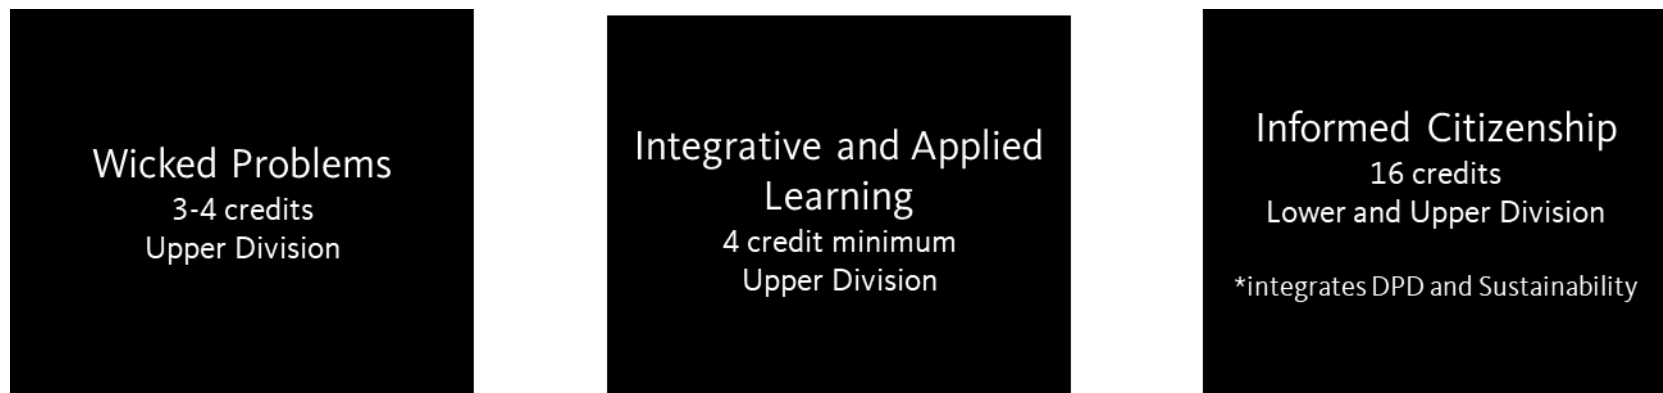 Wicked Problems
3-4 credits
Upper Division
Integrative and Applied
Learning
4 credit minimum
Upper Division
Informed Citizenship
16 credits
Lower and Upper Division
*integrates DPD and Sustainability